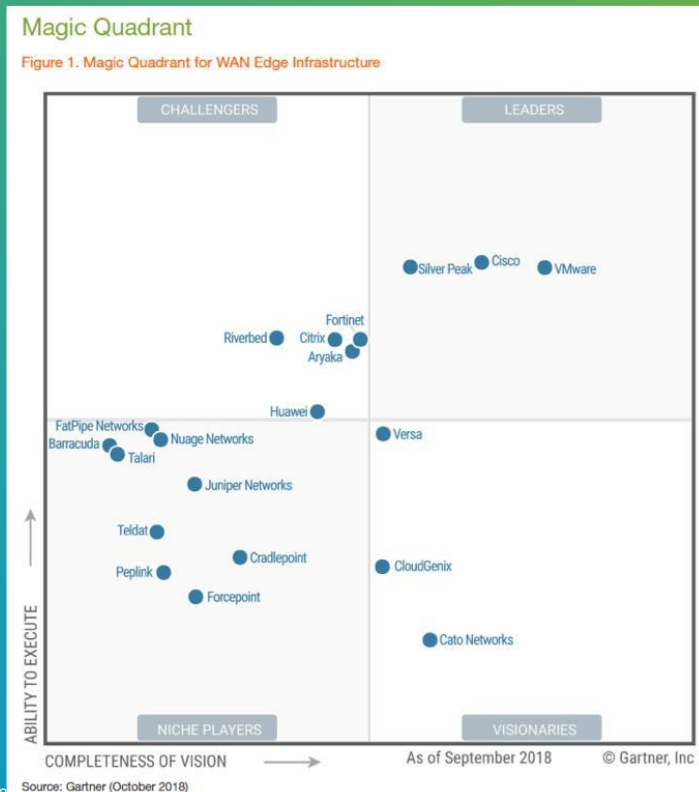 Magic Quadrant
Figure 1. Magic Quadrant for WAN Edge Infrastructure
CHALLENGERS
LEADERS
Silver Peak
Cisco
VMware
Fortinet
Riverbed
Citrix
Aryaka
Huawei
FatPipe Networks
Barracuda
Nuage Networks
Talari
Versa
Juniper Networks
Teldat
Cradlepoint
Peplink
CloudGenix
Forcepoint
Cato Networks
ABILITY TO EXECUTE
NICHE PLAYERS
VISIONARIES
COMPLETENESS OF VISION
As of September 2018
© Gartner, Inc
Source: Gartner (October 2018)